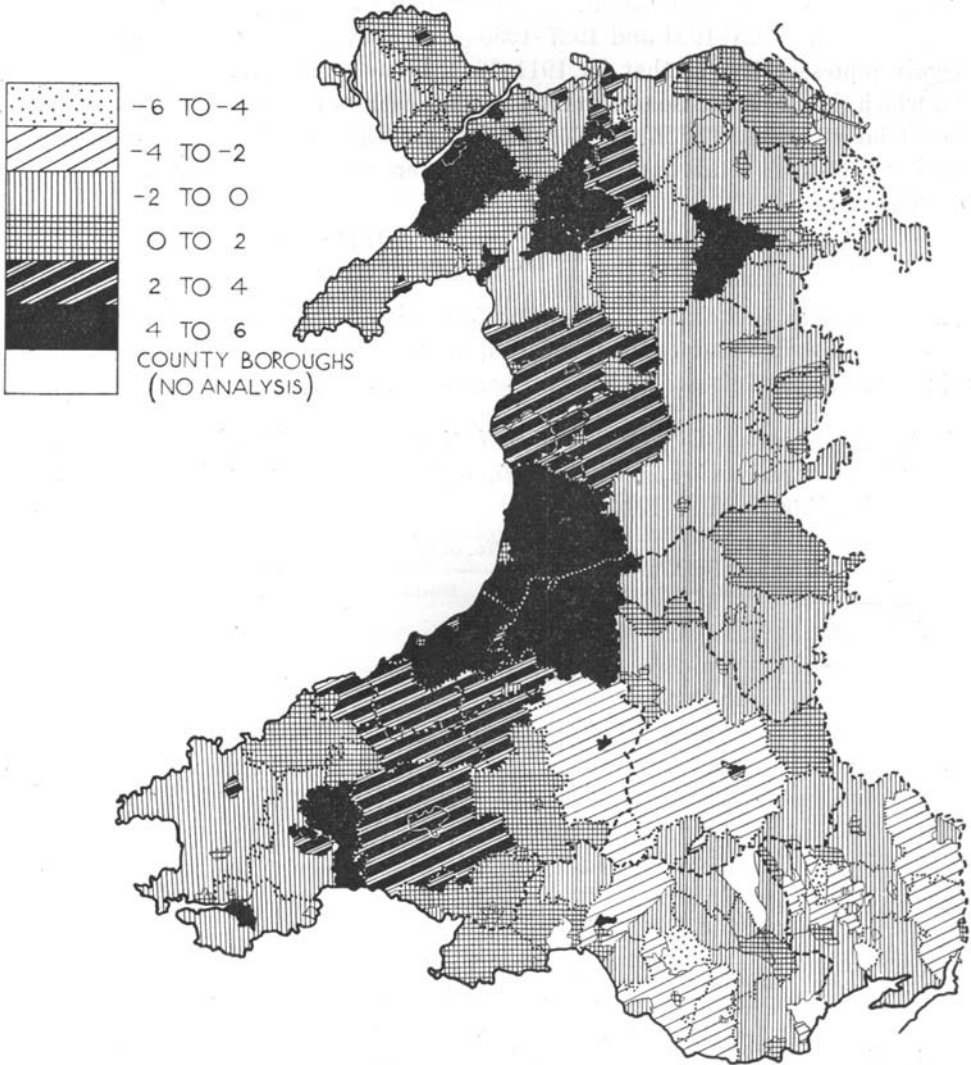 -6 TO -4
-4 TO -2
-2 TO 0
0 TO 2
2 TO 4
4 TO 6
COUNTY BOROUGHS
(NO ANALYSIS)